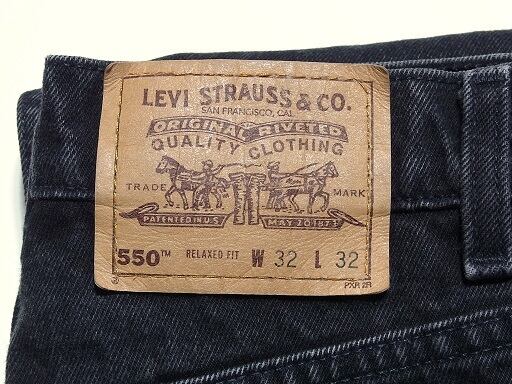 LEVI STRAUSS & CO.
SAN FRANCISCO, CAL.
ORIGINAL RIVETED
QUALITY CLOTHING
TRADE MARK
PATENTED IN U.S. MAY 20 1873
550™ RELAXED FIT W 32 L 32
PXR 2R